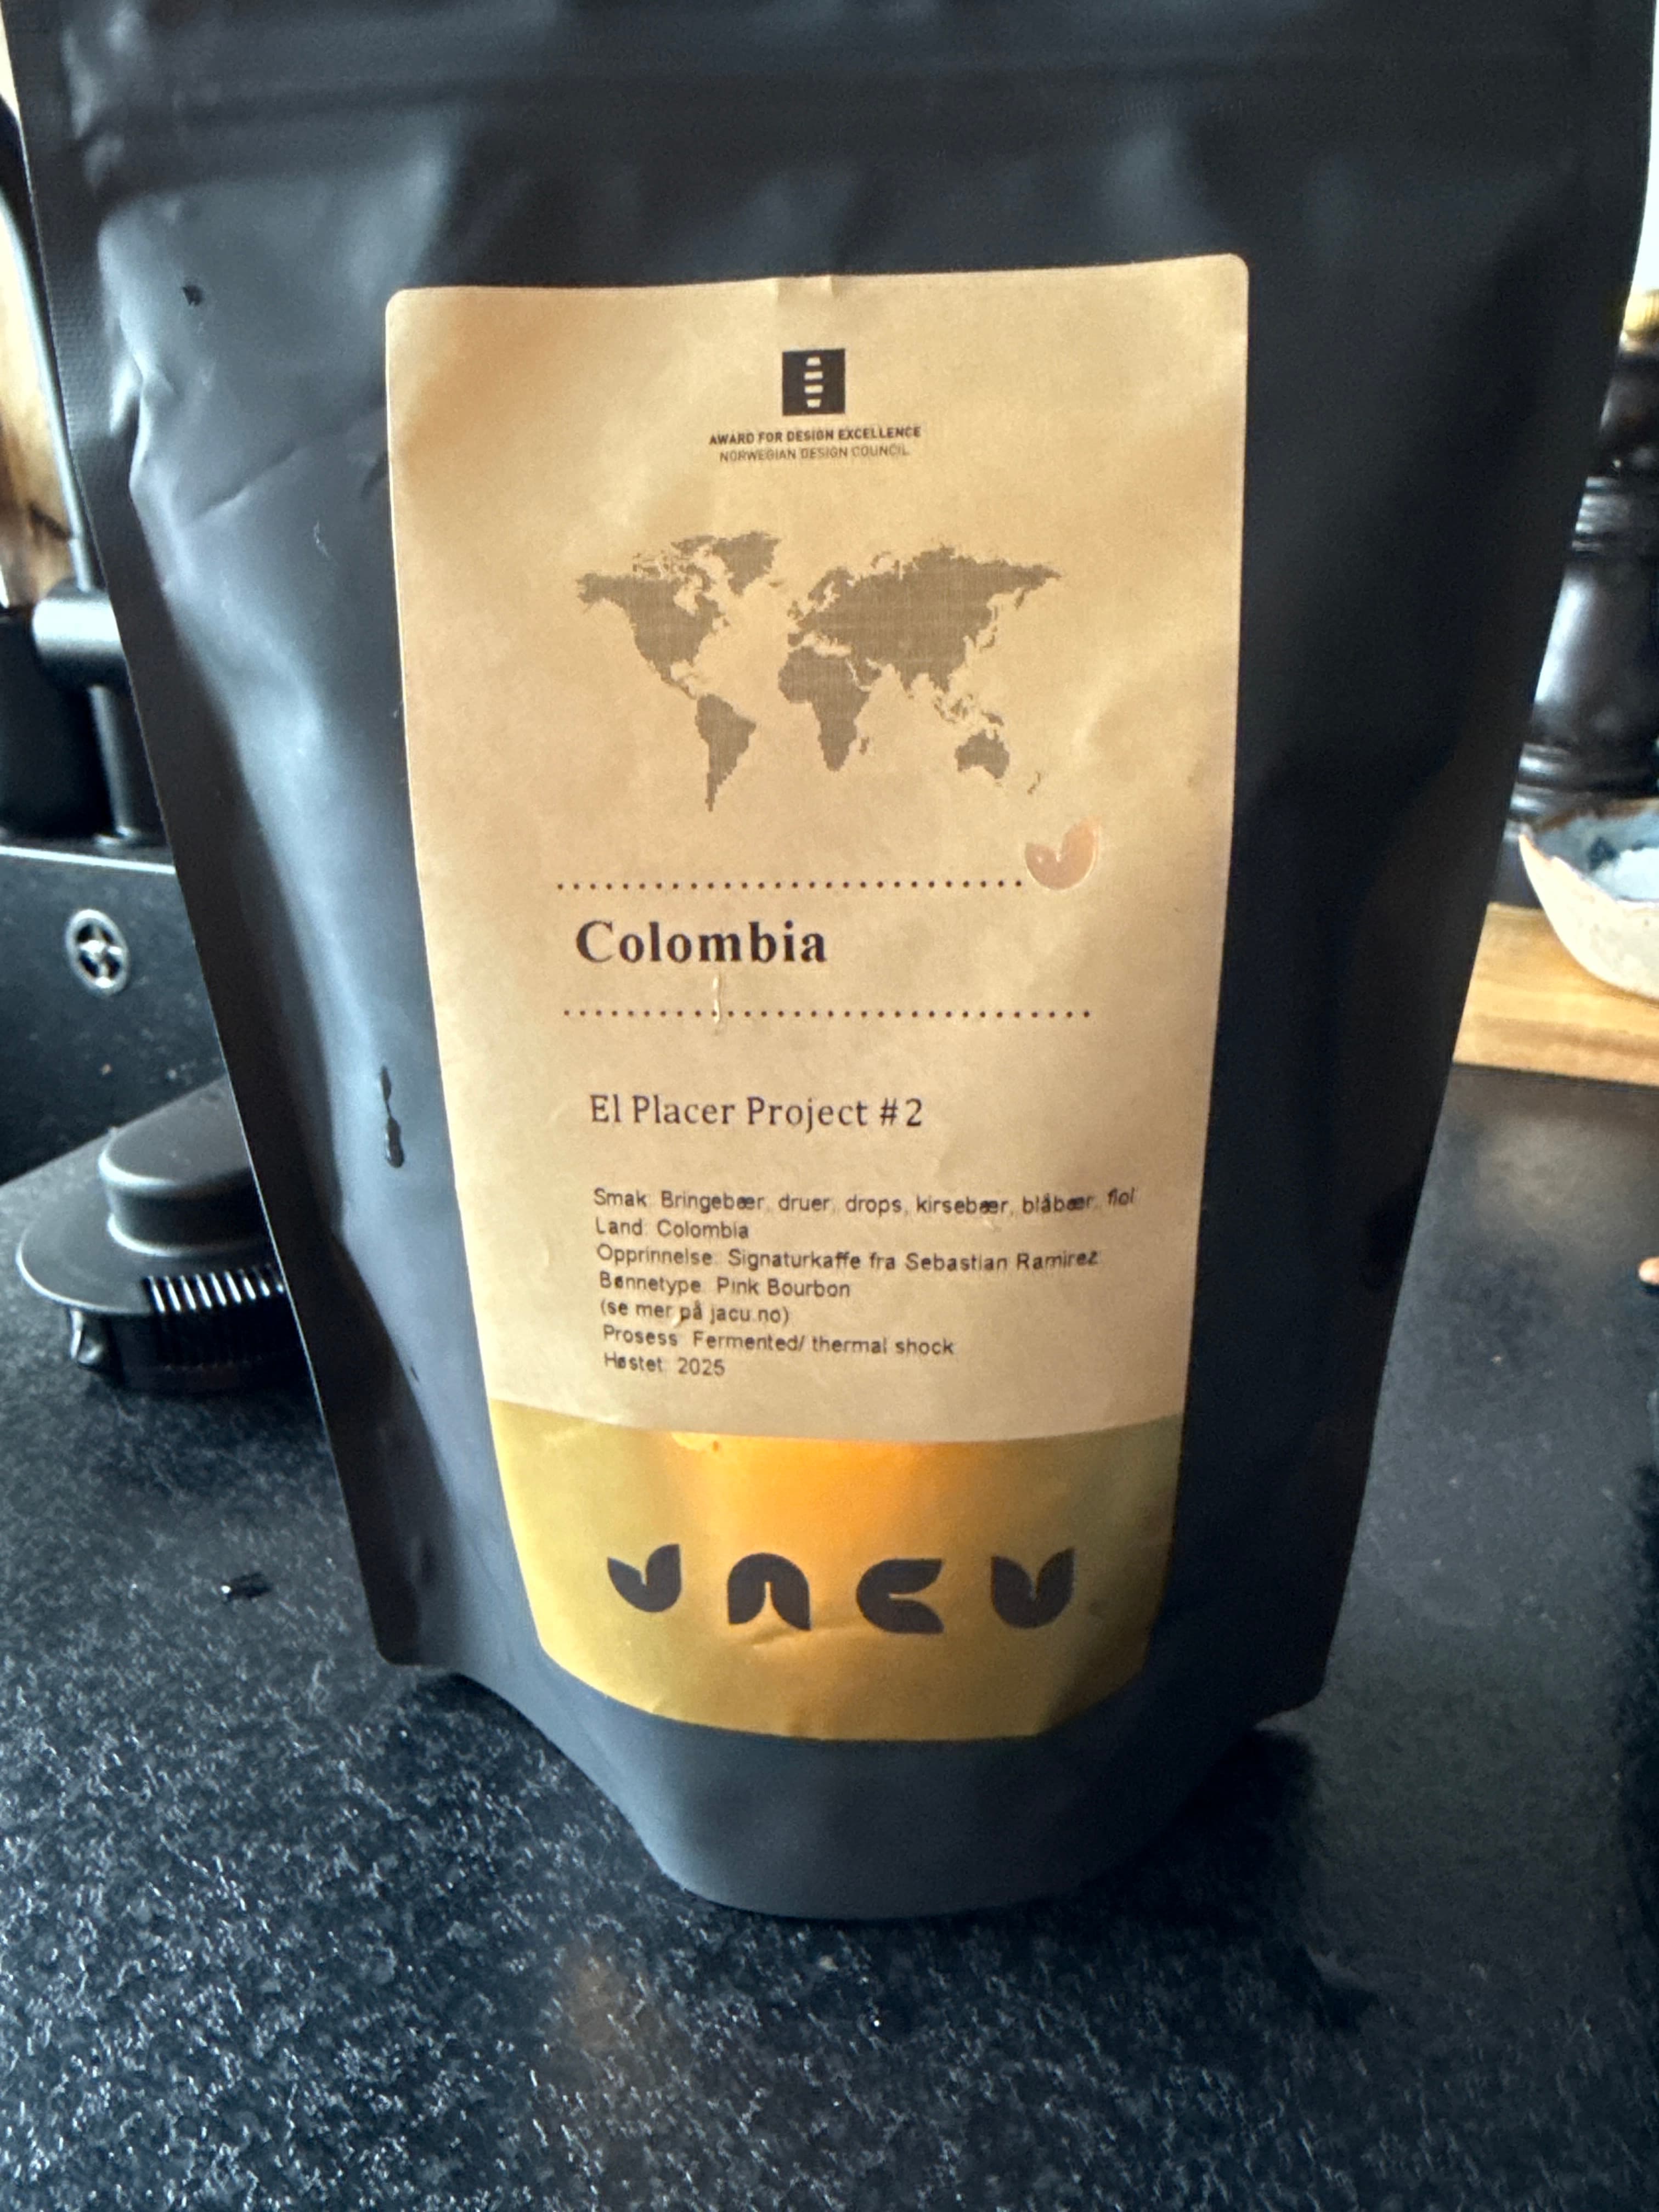 AWARD FOR DESIGN EXCELLENCE
NORWEGIAN DESIGN COUNCIL
Colombia
El Placer Project #2
Smak: Bringebær, druer, drops, kirsebær, blåbær, fiol
Land: Colombia
Opprinnelse: Signaturkaffe fra Sebastian Ramirez
Bønnetype: Pink Bourbon
(se mer på jacu.no)
Prosess: Fermented/ thermal shock
Høstet: 2025
JACU